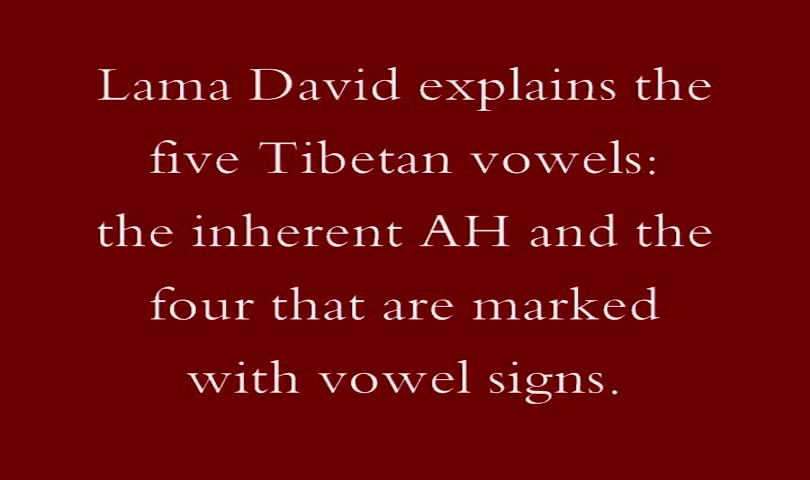 Lama David explains the
five Tibetan vowels:
the inherent AH and the
four that are marked
with vowel signs.